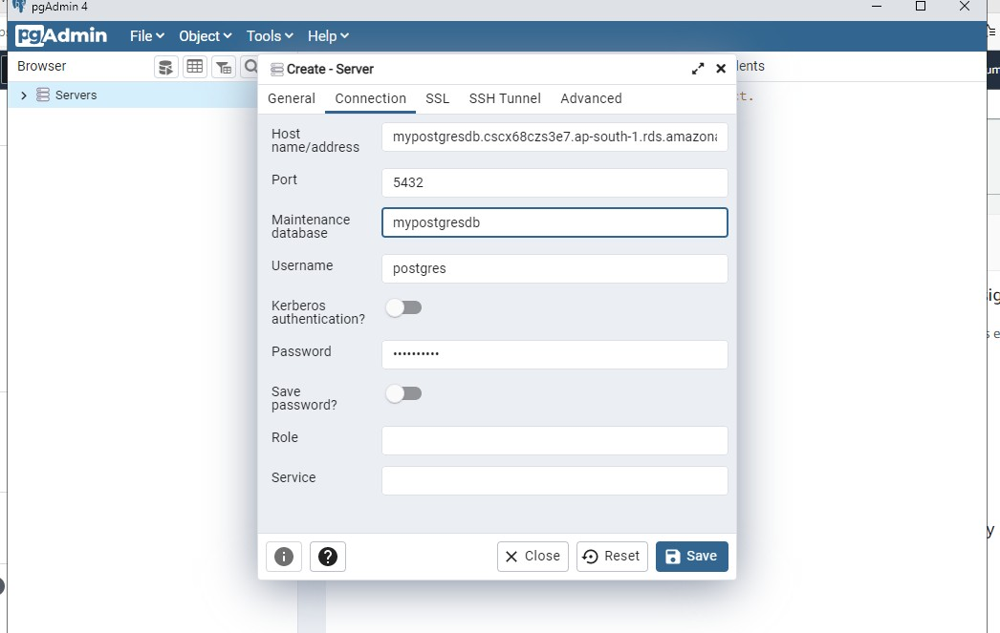 pgAdmin 4
pgAdmin File Object Tools Help
Browser
Servers
Create - Server
General Connection SSL SSH Tunnel Advanced
Host name/address
mypostgresdb.cscx68czs3e7.ap-south-1.rds.amazona
Port
5432
Maintenance database
mypostgresdb
Username
postgres
Kerberos authentication?
Password
••••••••••
Save password?
Role
Service
Close Reset Save